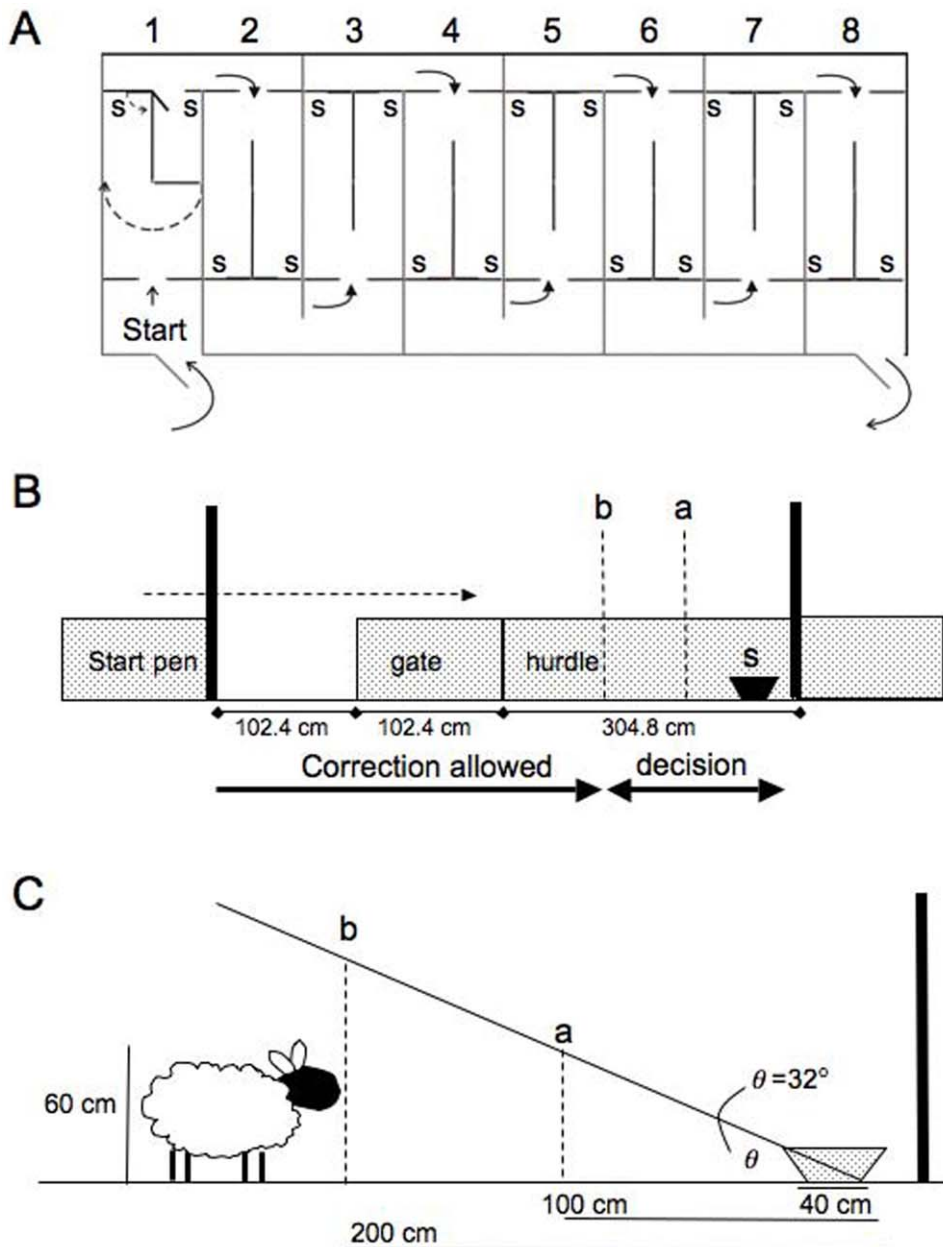 A
1 2 3 4 5 6 7 8
s s s s s s s s
s s s s s s s s
Start
B
b a
Start pen gate hurdle s
102.4 cm 102.4 cm 304.8 cm
Correction allowed decision
C
b
a
θ =32°
60 cm
θ
100 cm 40 cm
200 cm